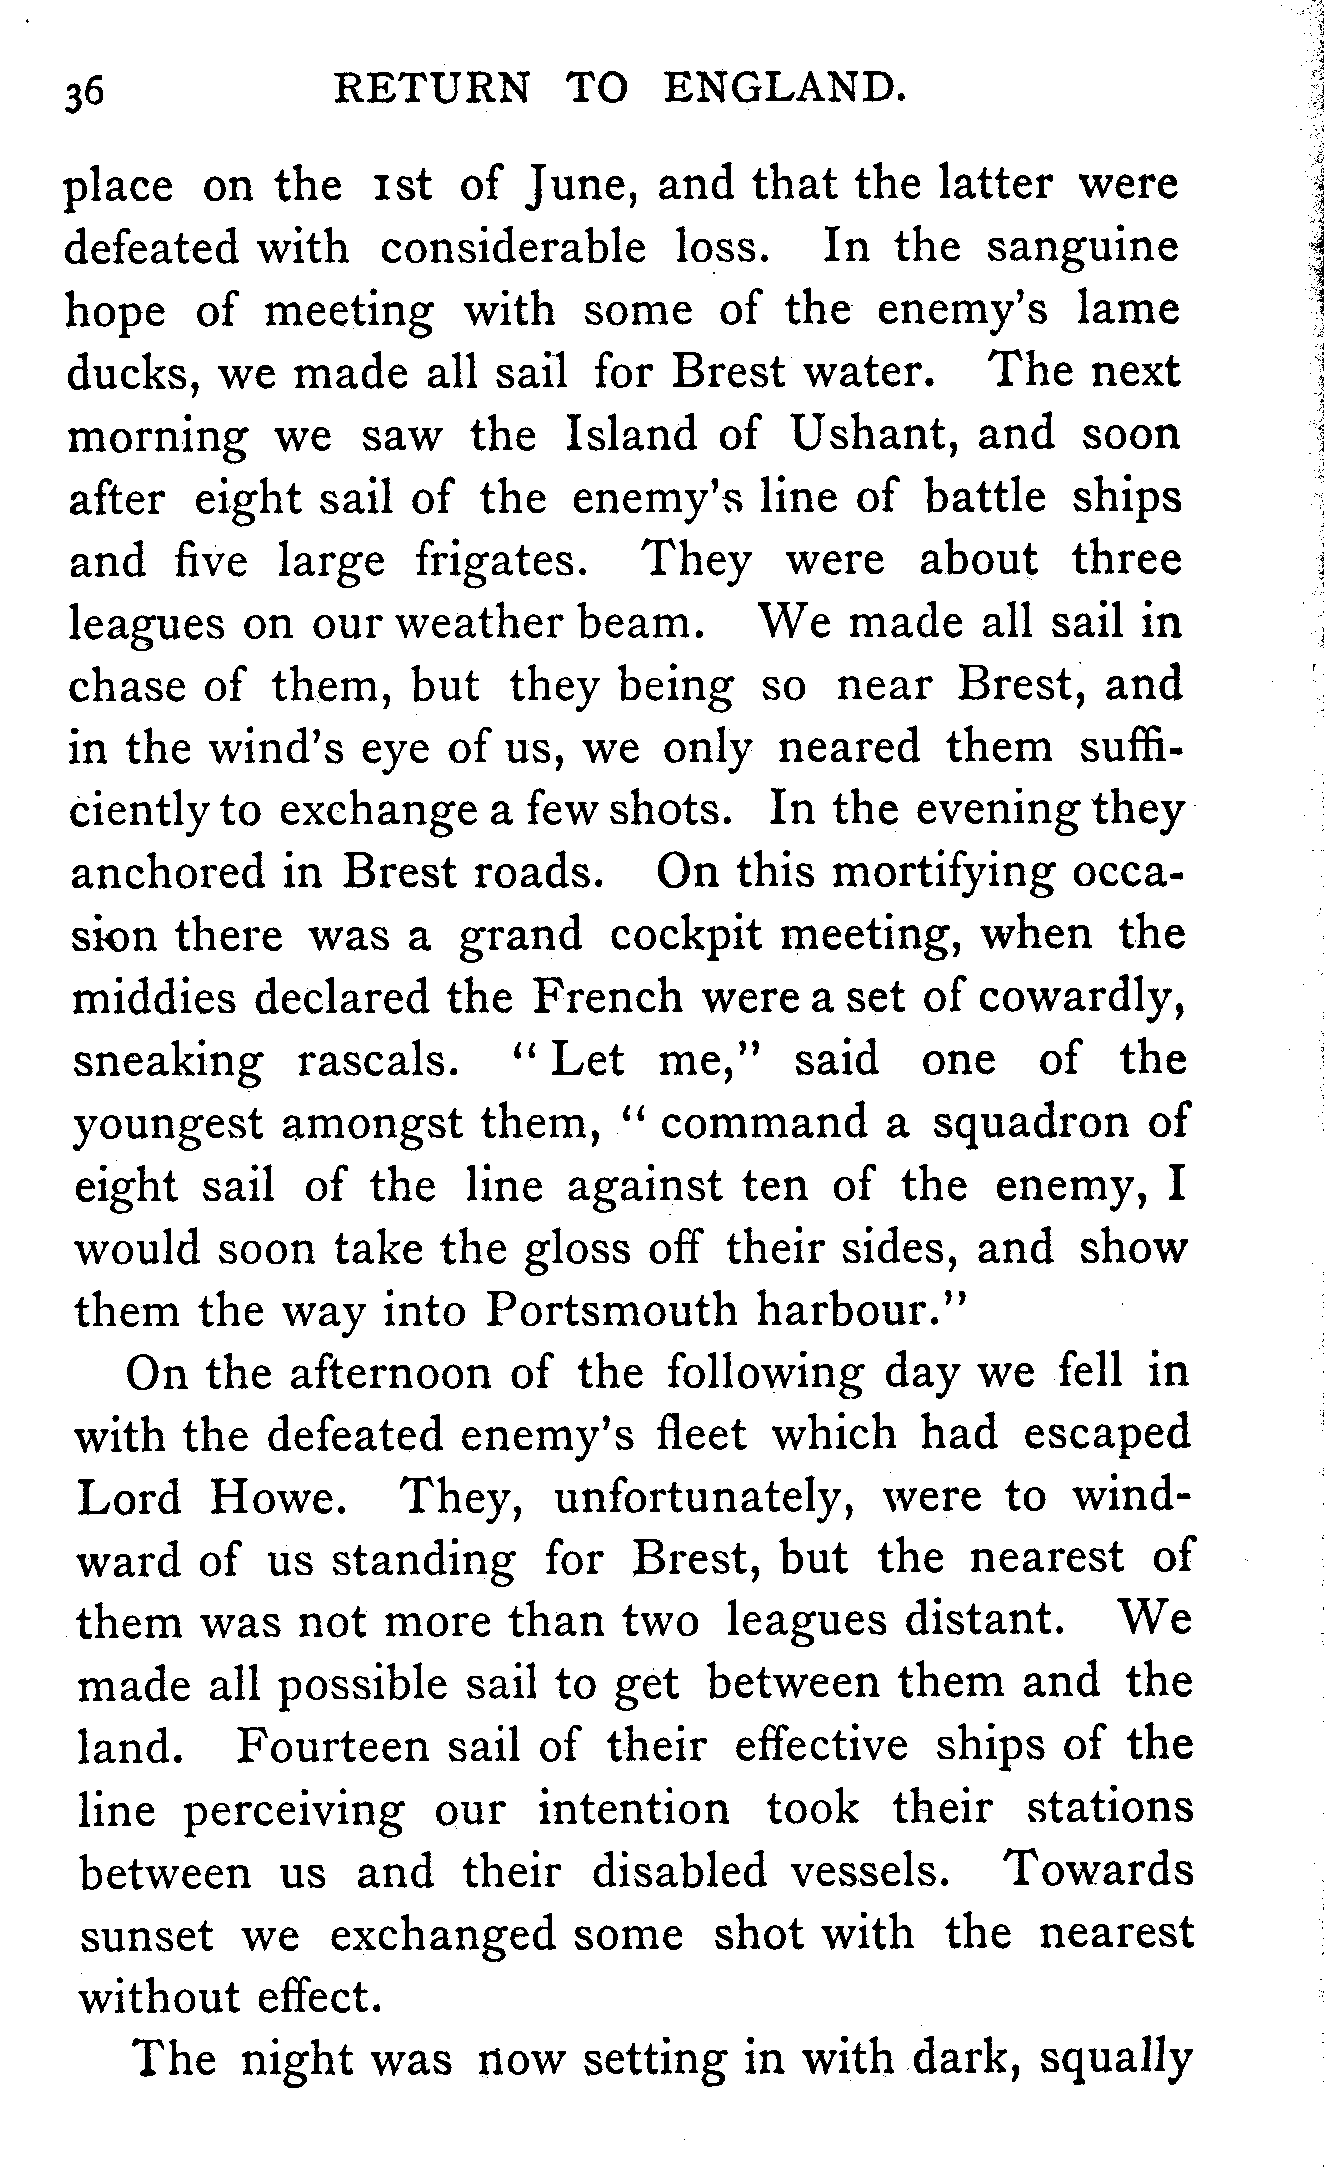 36 RETURN TO ENGLAND.
place on the 1st of June, and that the latter were
defeated with considerable loss. In the sanguine
hope of meeting with some of the enemy's lame
ducks, we made all sail for Brest water. The next
morning we saw the Island of Ushant, and soon
after eight sail of the enemy's line of battle ships
and five large frigates. They were about three
leagues on our weather beam. We made all sail in
chase of them, but they being so near Brest, and
in the wind's eye of us, we only neared them suffi-
ciently to exchange a few shots. In the evening they
anchored in Brest roads. On this mortifying occa-
sion there was a grand cockpit meeting, when the
middies declared the French were a set of cowardly,
sneaking rascals. “ Let me,” said one of the
youngest amongst them, “ command a squadron of
eight sail of the line against ten of the enemy, I
would soon take the gloss off their sides, and show
them the way into Portsmouth harbour.”
On the afternoon of the following day we fell in
with the defeated enemy's fleet which had escaped
Lord Howe. They, unfortunately, were to wind-
ward of us standing for Brest, but the nearest of
them was not more than two leagues distant. We
made all possible sail to get between them and the
land. Fourteen sail of their effective ships of the
line perceiving our intention took their stations
between us and their disabled vessels. Towards
sunset we exchanged some shot with the nearest
without effect.
The night was now setting in with dark, squally